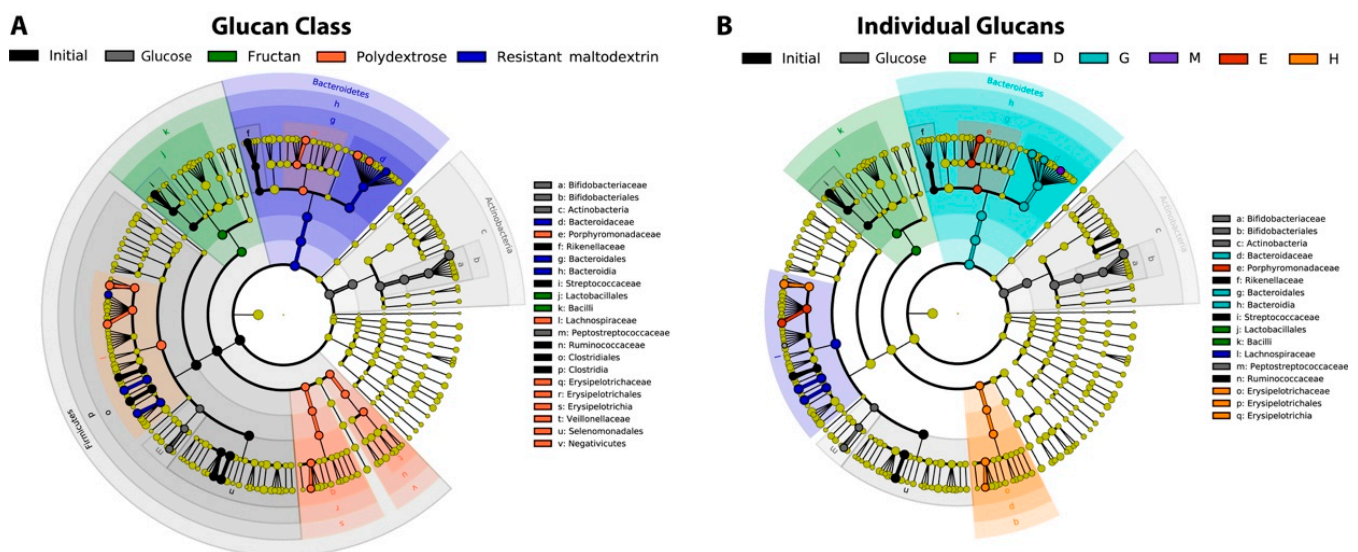 A Glucan Class
Initial Glucose Fructan Polydextrose Resistant maltodextrin
Bacteroidetes
h
g
f
e
d
k
j
i
Actinobacteria
c
b
a
l
Firmicutes
p
o
m
n
q
r
s
u
v
a: Bifidobacteriaceae
b: Bifidobacteriales
c: Actinobacteria
d: Bacteroidaceae
e: Porphyromonadaceae
f: Rikenellaceae
g: Bacteroidales
h: Bacteroidia
i: Streptococcaceae
j: Lactobacillales
k: Bacilli
l: Lachnospiraceae
m: Peptostreptococcaceae
n: Ruminococcaceae
o: Clostridiales
p: Clostridia
q: Erysipelotrichaceae
r: Erysipelotrichales
s: Erysipelotrichia
t: Veillonellaceae
u: Selenomonadales
v: Negativicutes
B Individual Glucans
Initial Glucose F D G M E H
Bacteroidetes
h
g
f
e
k
j
i
Actinobacteria
c
b
a
l
m
n
o
p
q
a: Bifidobacteriaceae
b: Bifidobacteriales
c: Actinobacteria
d: Bacteroidaceae
e: Porphyromonadaceae
f: Rikenellaceae
g: Bacteroidales
h: Bacteroidia
i: Streptococcaceae
j: Lactobacillales
k: Bacilli
l: Lachnospiraceae
m: Peptostreptococcaceae
n: Ruminococcaceae
o: Erysipelotrichaceae
p: Erysipelotrichales
q: Erysipelotrichia